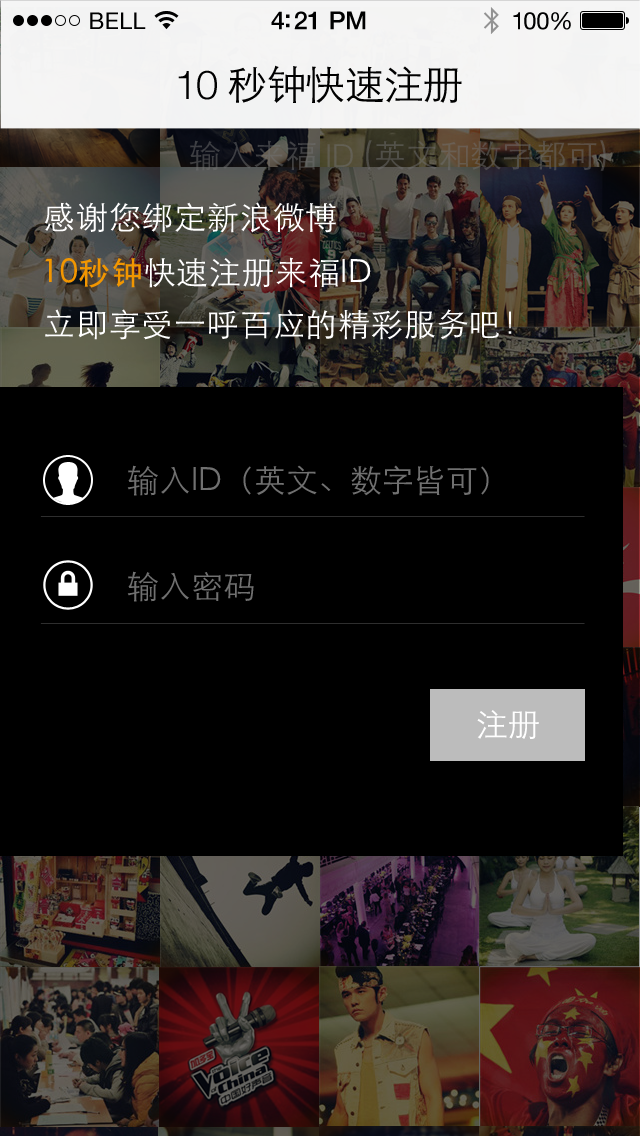 BELL 4:21 PM 100%
10 秒钟快速注册
输入来福 ID (英文和数字都可)
感谢您绑定新浪微博
10秒钟快速注册来福ID
立即享受一呼百应的精彩服务吧！
输入ID（英文、数字皆可）
输入密码
注册
The Voice of China
中国好声音